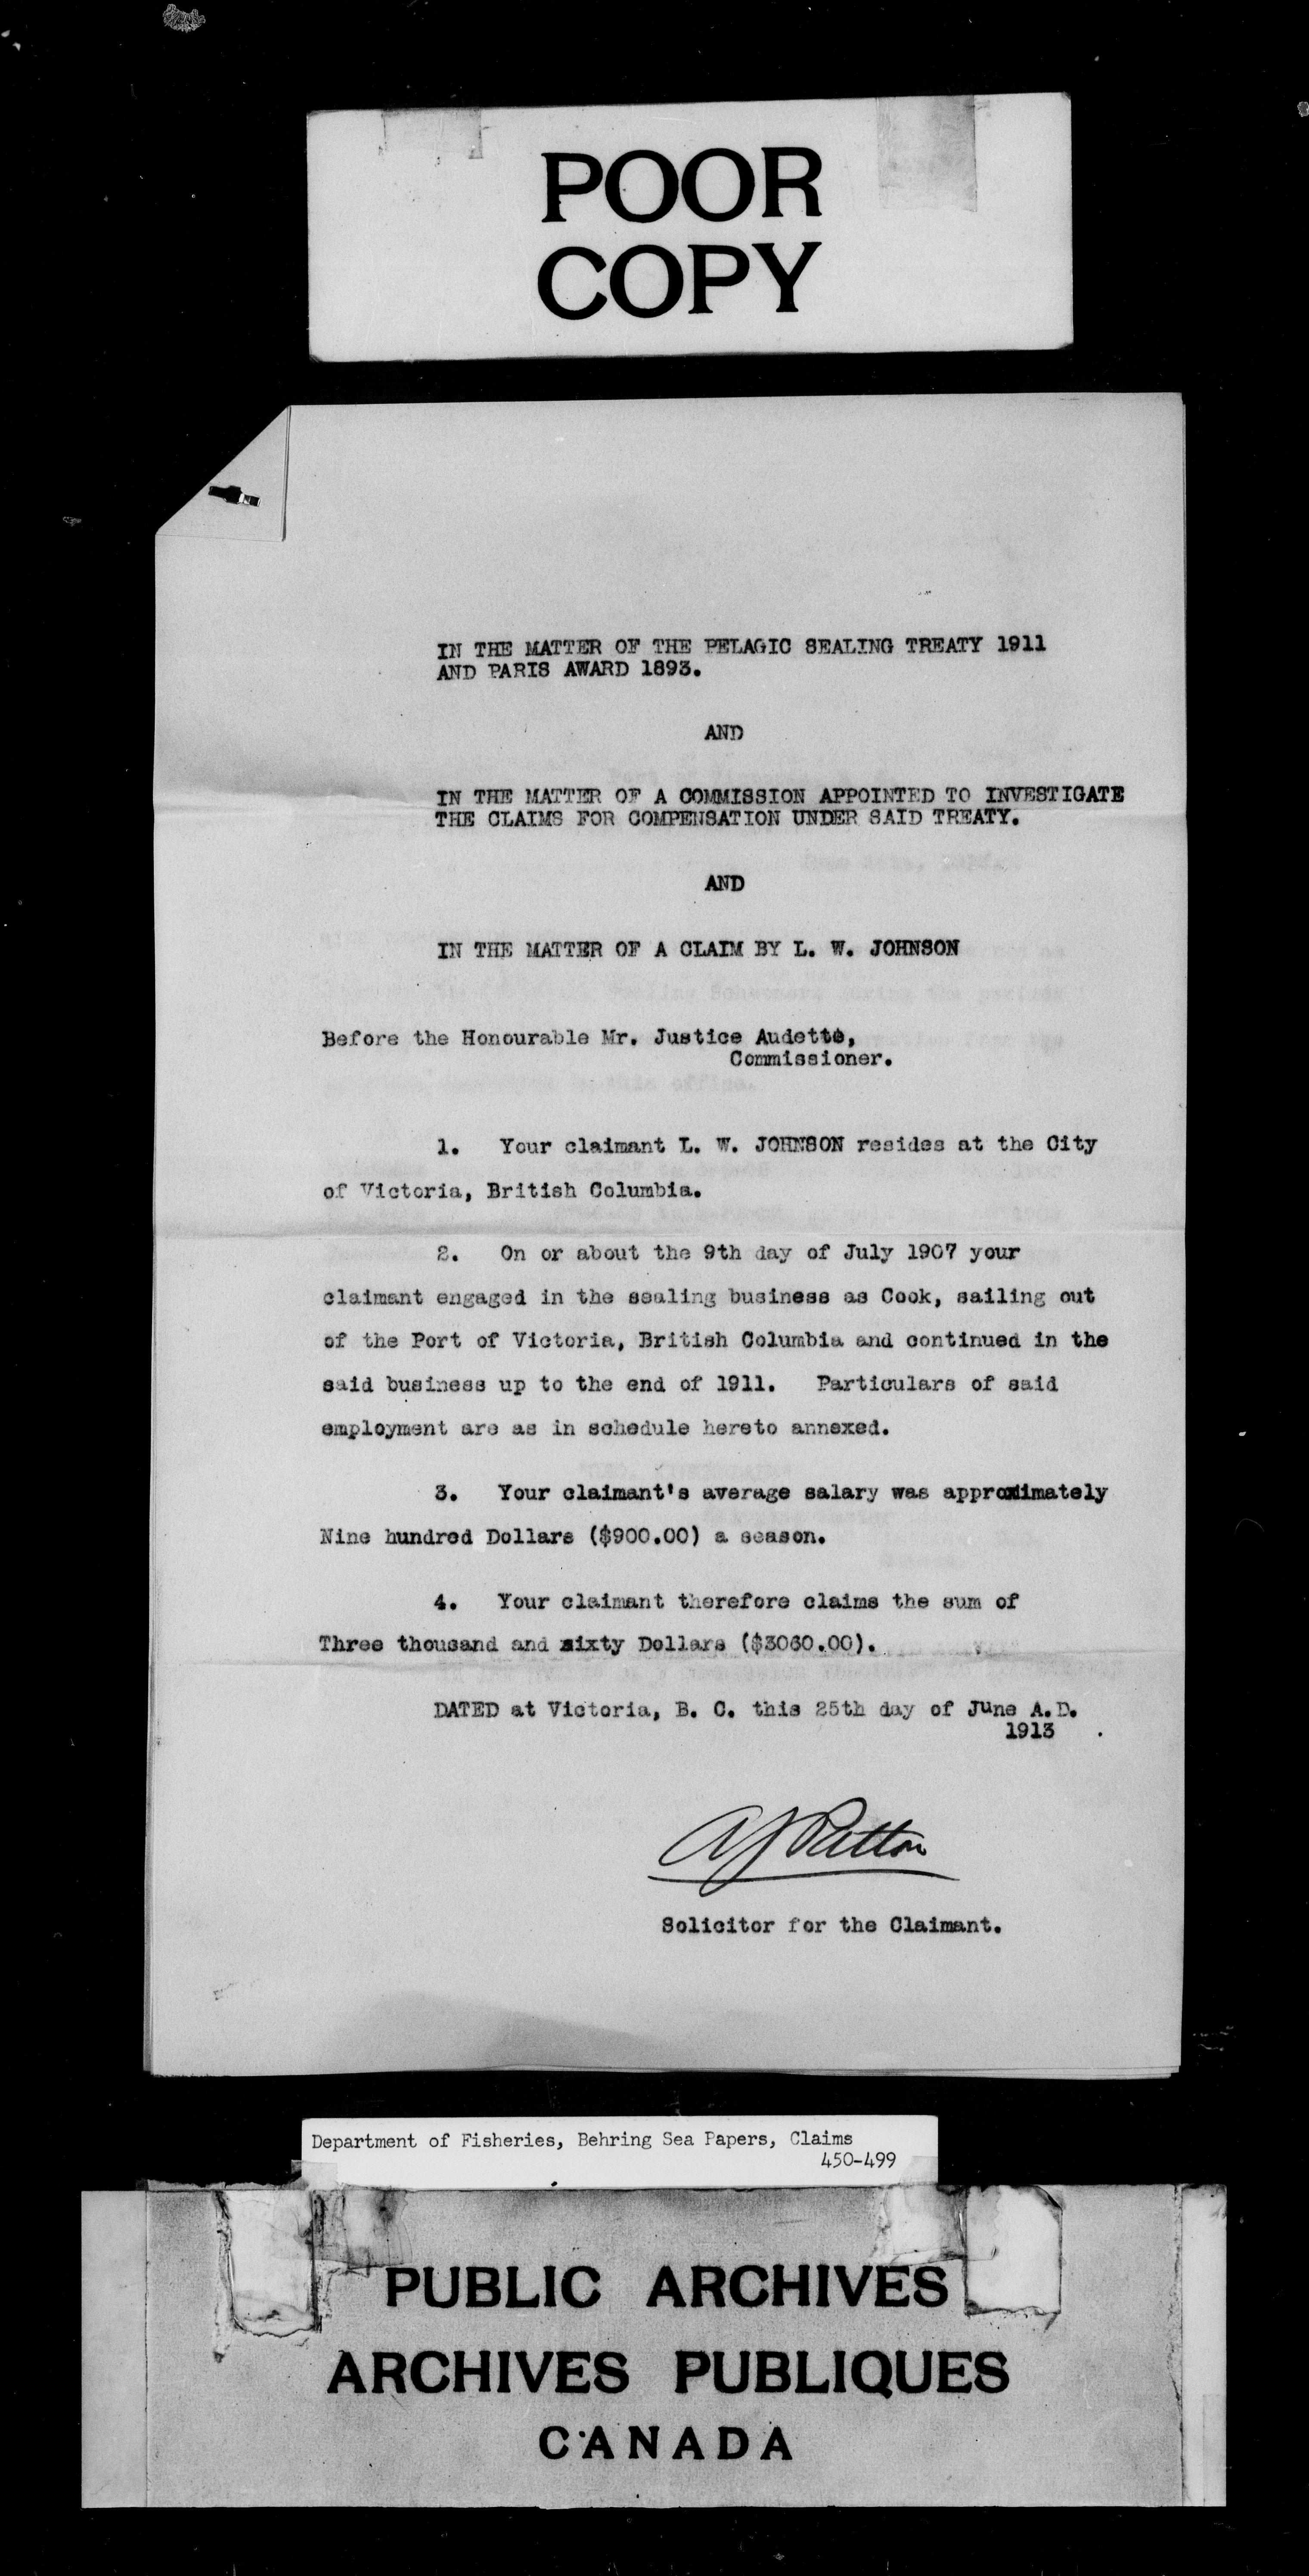 POOR
COPY
IN THE MATTER OF THE PELAGIC SEALING TREATY 1911
AND PARIS AWARD 1893.
AND
IN THE MATTER OF A COMMISSION APPOINTED TO INVESTIGATE
THE CLAIMS FOR COMPENSATION UNDER SAID TREATY.
AND
IN THE MATTER OF A CLAIM BY L. W. JOHNSON
Before the Honourable Mr. Justice Audette,
Commissioner.
1. Your claimant L. W. JOHNSON resides at the City
of Victoria, British Columbia.
2. On or about the 9th day of July 1907 your
claimant engaged in the sealing business as Cook, sailing out
of the Port of Victoria, British Columbia and continued in the
said business up to the end of 1911. Particulars of said
employment are as in schedule hereto annexed.
3. Your claimant's average salary was approximately
Nine hundred Dollars ($900.00) a season.
4. Your claimant therefore claims the sum of
Three thousand and sixty Dollars ($3060.00).
DATED at Victoria, B. C. this 25th day of June A.D.
1913 .
Solicitor for the Claimant.
Department of Fisheries, Behring Sea Papers, Claims
450-499
PUBLIC ARCHIVES
ARCHIVES PUBLIQUES
CANADA